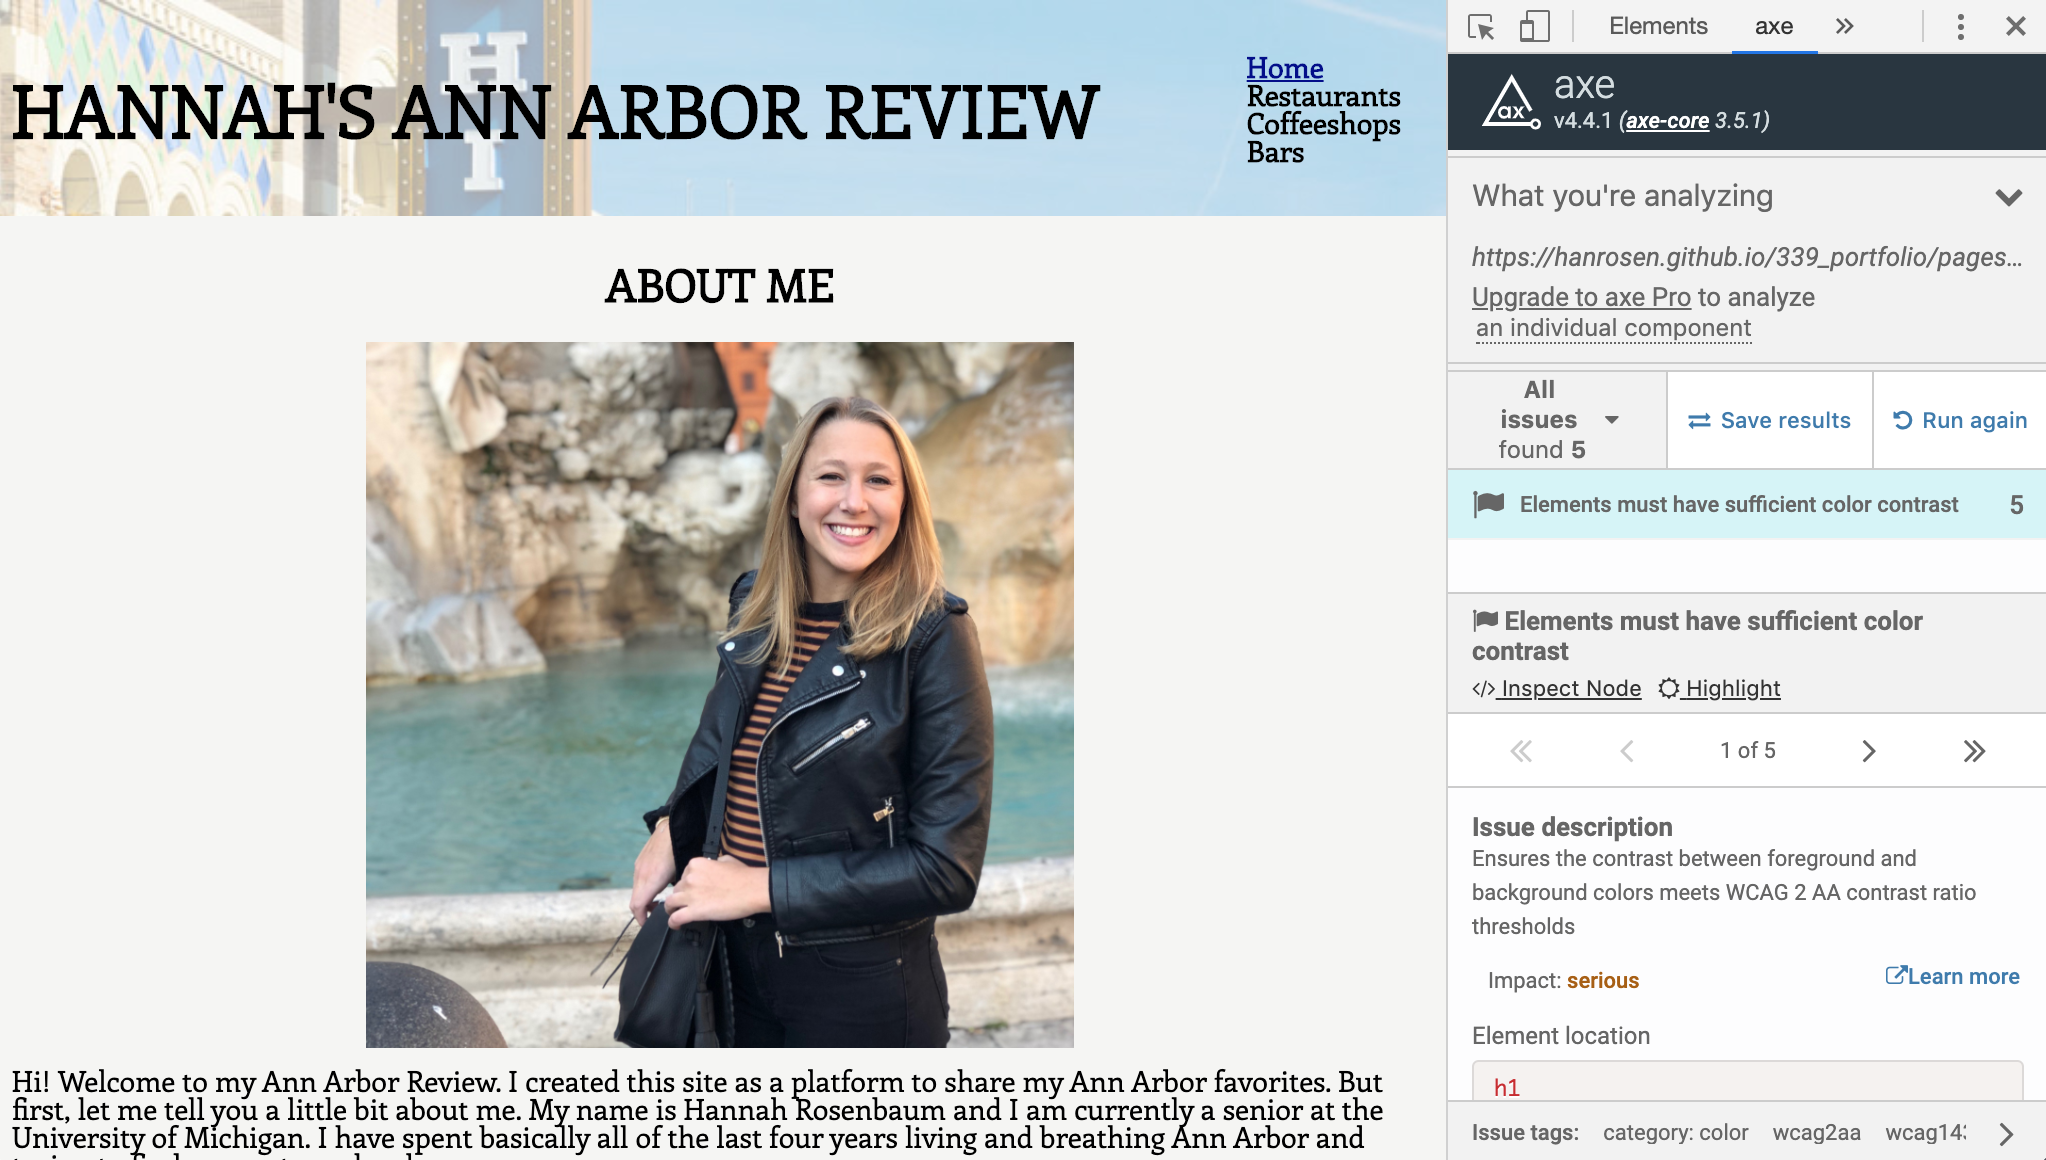 HI
HANNAH'S ANN ARBOR REVIEW
Home
Restaurants
Coffeeshops
Bars
ABOUT ME
Hi! Welcome to my Ann Arbor Review. I created this site as a platform to share my Ann Arbor favorites. But
first, let me tell you a little bit about me. My name is Hannah Rosenbaum and I am currently a senior at the
University of Michigan. I have spent basically all of the last four years living and breathing Ann Arbor and
Elements
axe
ax
axe
v4.4.1 (axe-core 3.5.1)
What you're analyzing
https://hanrosen.github.io/339_portfolio/pages...
Upgrade to axe Pro to analyze
an individual component
All
issues
found 5
Save results
Run again
Elements must have sufficient color contrast 5
Elements must have sufficient color
contrast
</> Inspect Node Highlight
1 of 5
Issue description
Ensures the contrast between foreground and
background colors meets WCAG 2 AA contrast ratio
thresholds
Impact: serious
Learn more
Element location
h1
Issue tags: category: color wcag2aa wcag143